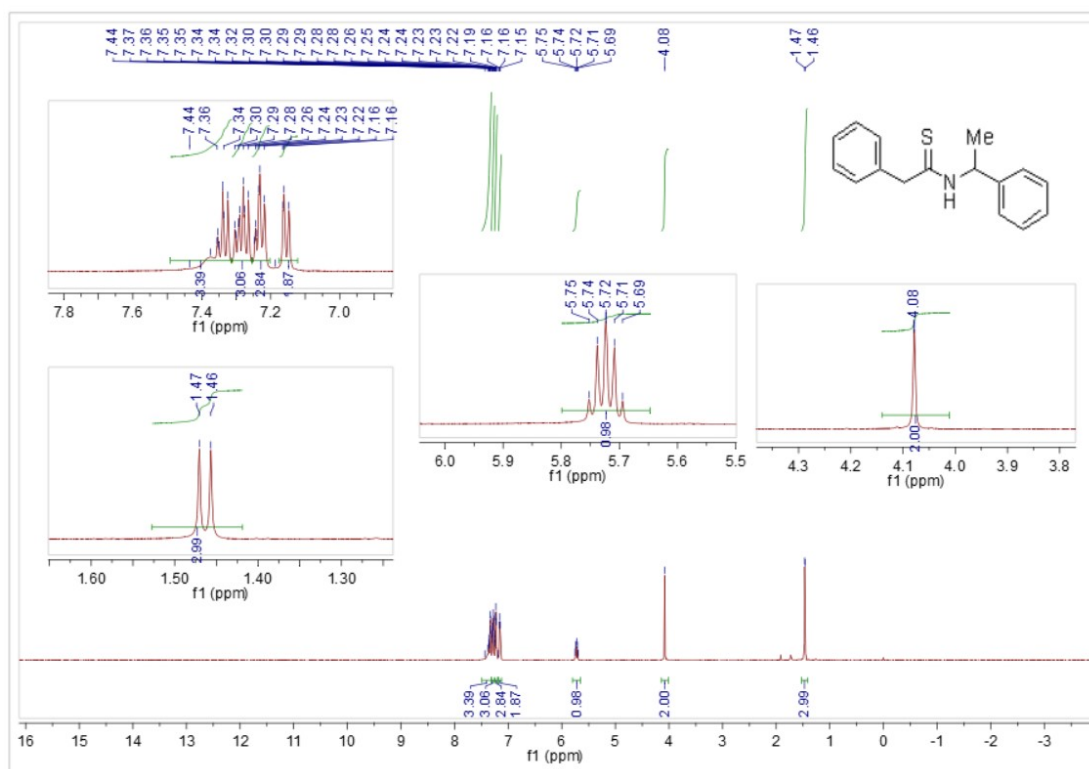 7.44 7.37 7.36 7.35 7.35 7.34 7.34 7.32 7.30 7.30 7.29 7.29 7.28 7.28 7.26 7.25 7.24 7.24 7.23 7.23 7.22 7.19 7.16 7.16 7.15 5.75 5.74 5.72 5.71 5.69 4.08 1.47 1.46
7.44 7.36 7.34 7.30 7.29 7.28 7.26 7.24 7.23 7.22 7.16 7.16
3.39 3.06 2.84 1.87
7.8 7.6 7.4 7.2 7.0
f1 (ppm)
S Me
N
H
5.75 5.74 5.72 5.71 5.69
0.98
6.0 5.9 5.8 5.7 5.6 5.5
f1 (ppm)
4.08
2.00
4.3 4.2 4.1 4.0 3.9 3.8
f1 (ppm)
1.47 1.46
2.99
1.60 1.50 1.40 1.30
f1 (ppm)
3.39 3.06 2.84 1.87 0.98 2.00 2.99
16 15 14 13 12 11 10 9 8 7 6 5 4 3 2 1 0 -1 -2 -3
f1 (ppm)